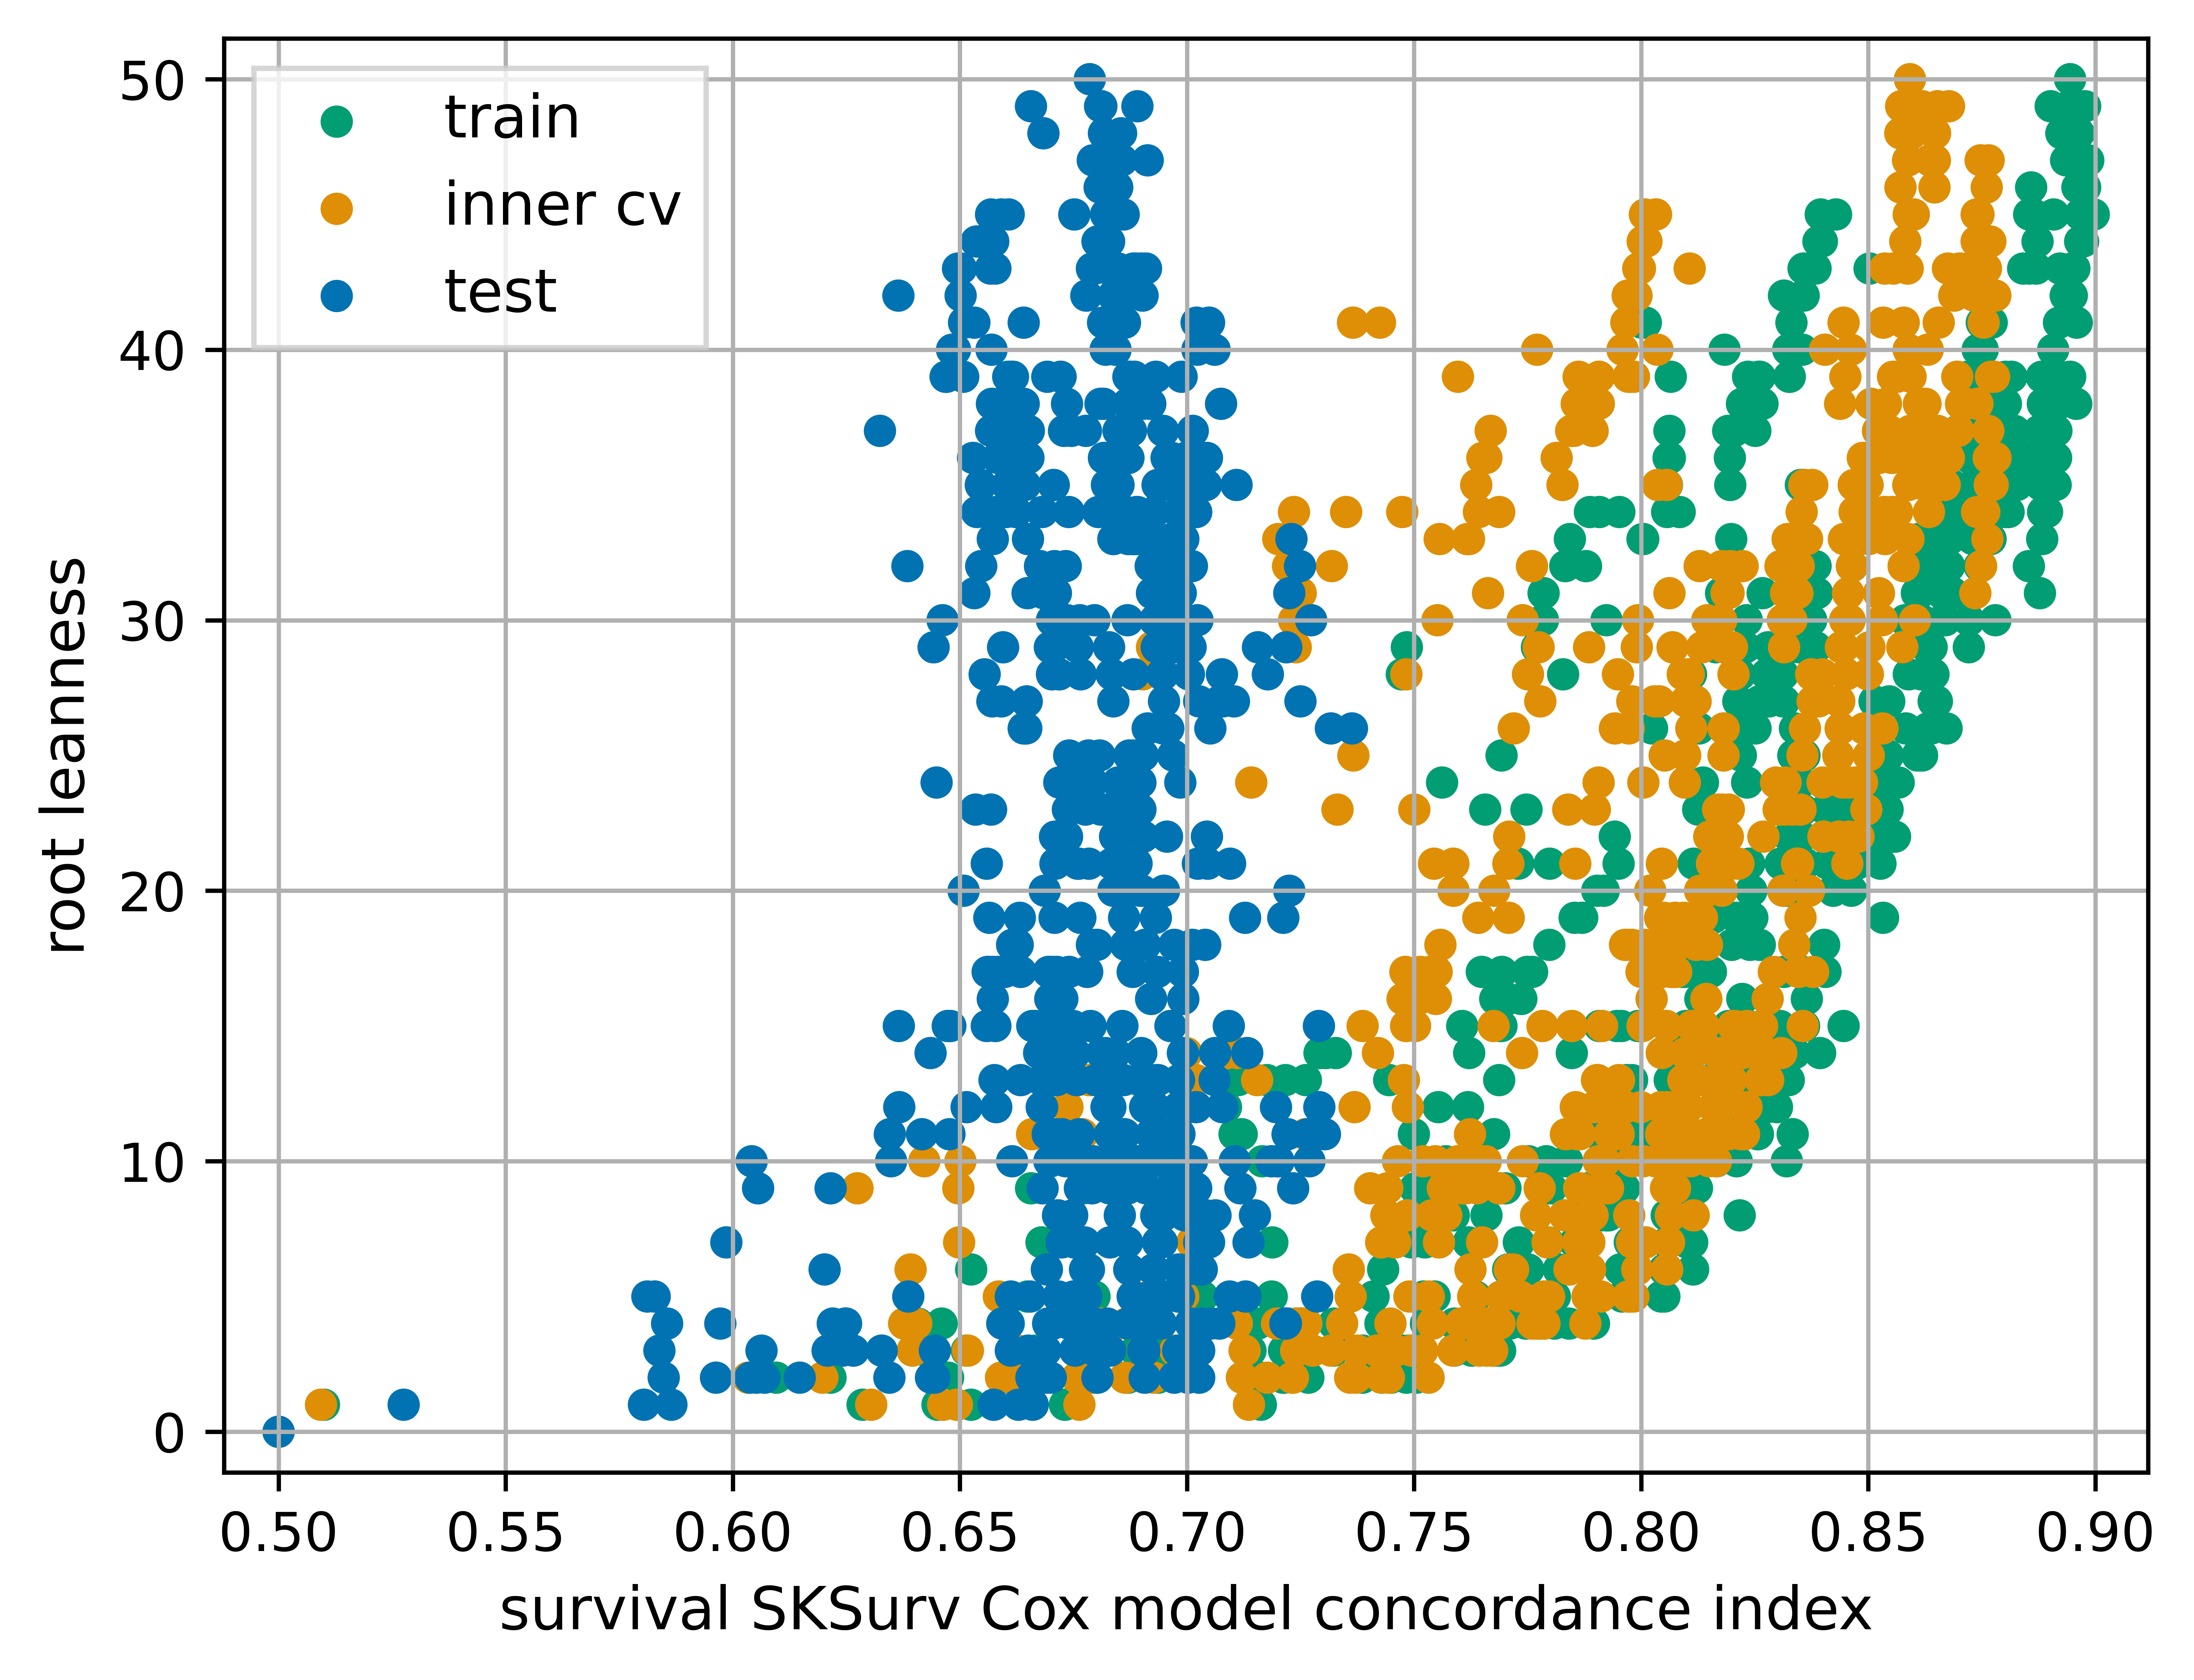 train
inner cv
test
50
40
30
20
10
0
root leanness
0.50 0.55 0.60 0.65 0.70 0.75 0.80 0.85 0.90
survival SKSurv Cox model concordance index